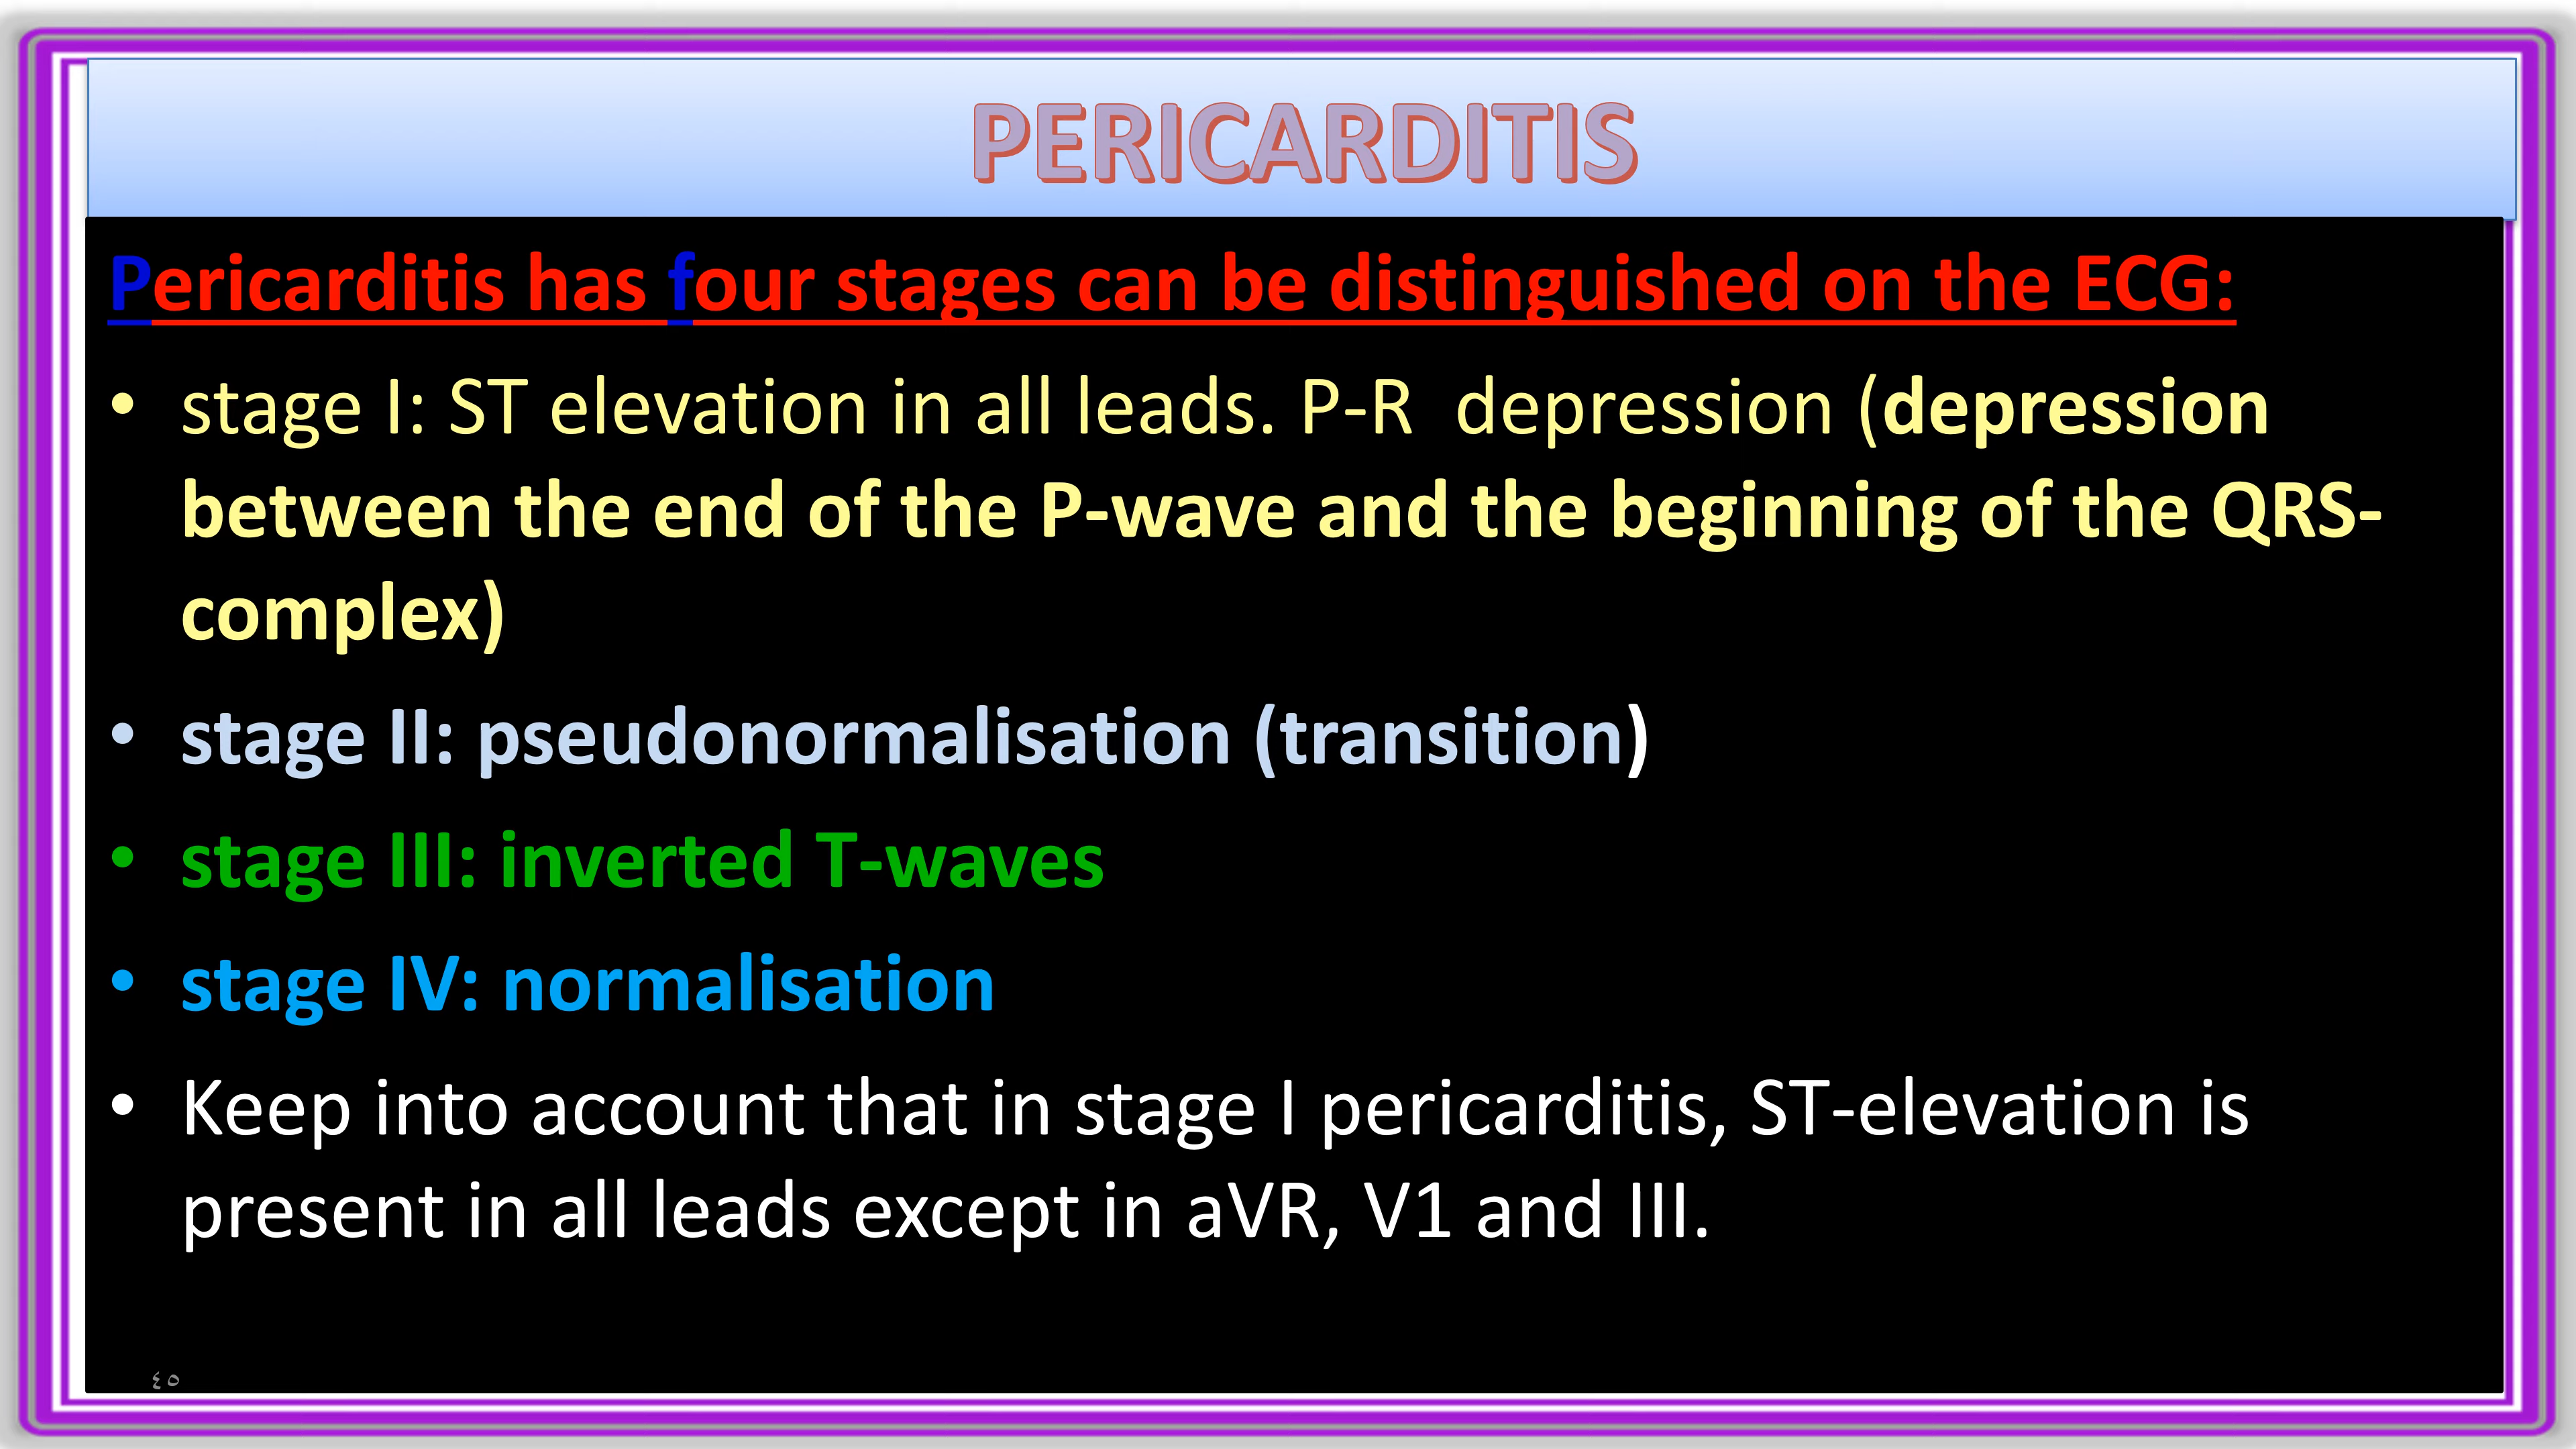 PERICARDITIS
Pericarditis has four stages can be distinguished on the ECG:
• stage I: ST elevation in all leads. P-R  depression (depression
between the end of the P-wave and the beginning of the QRS-
complex)
• stage II: pseudonormalisation (transition)
• stage III: inverted T-waves
• stage IV: normalisation
• Keep into account that in stage I pericarditis, ST-elevation is
present in all leads except in aVR, V1 and III.
٤٥